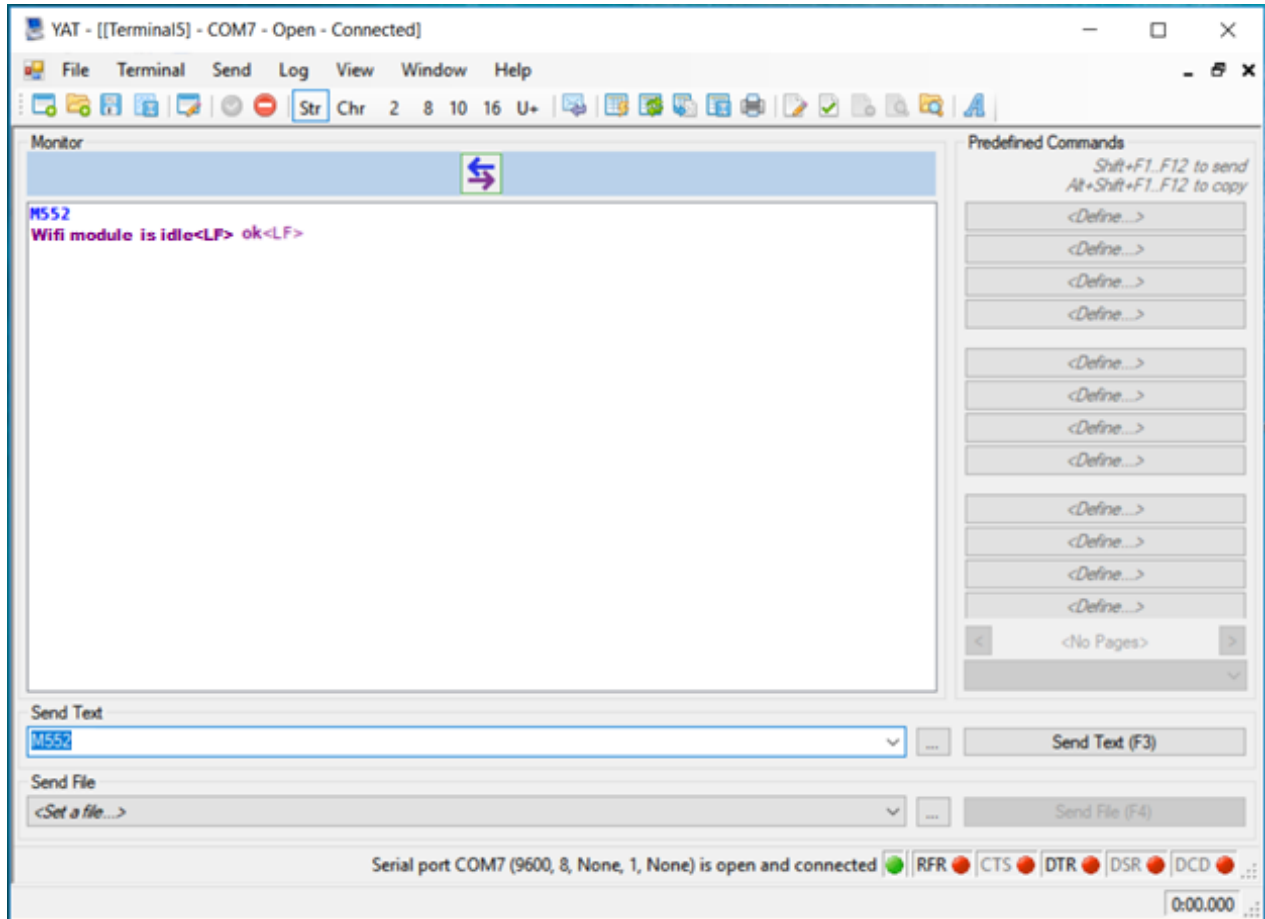 YAT - [[Terminal5] - COM7 - Open - Connected]
File Terminal Send Log View Window Help
Str Chr 2 8 10 16 U+
Monitor
M552
Wifi module is idle<LF> ok<LF>
Predefined Commands
Shift+F1..F12 to send
Alt+Shift+F1..F12 to copy
<Define...>
<Define...>
<Define...>
<Define...>
<Define...>
<Define...>
<Define...>
<Define...>
<Define...>
<Define...>
<Define...>
<Define...>
< <No Pages> >
Send Text
M552
... Send Text (F3)
Send File
<Set a file...>
... Send File (F4)
Serial port COM7 (9600, 8, None, 1, None) is open and connected RFR CTS DTR DSR DCD
0:00.000